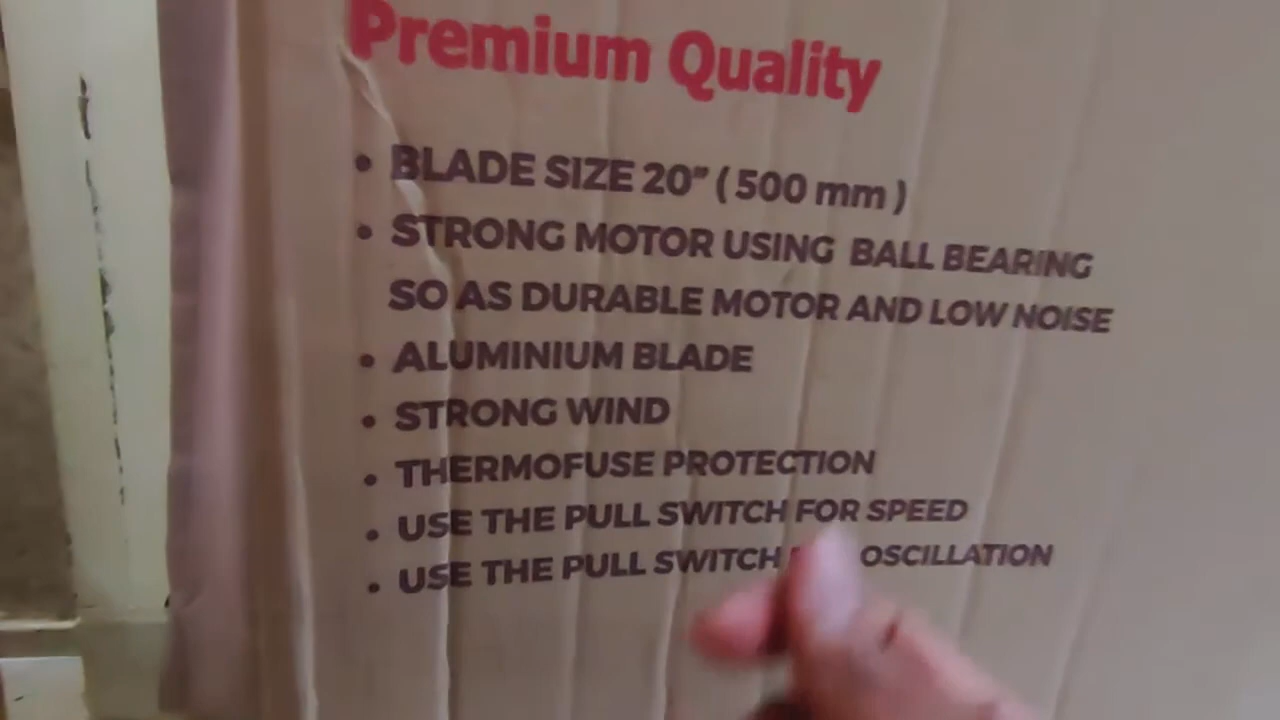 Premium Quality
• BLADE SIZE 20" ( 500 mm )
• STRONG MOTOR USING BALL BEARING
SO AS DURABLE MOTOR AND LOW NOISE
• ALUMINIUM BLADE
• STRONG WIND
• THERMOFUSE PROTECTION
• USE THE PULL SWITCH FOR SPEED
• USE THE PULL SWITCH OSCILLATION